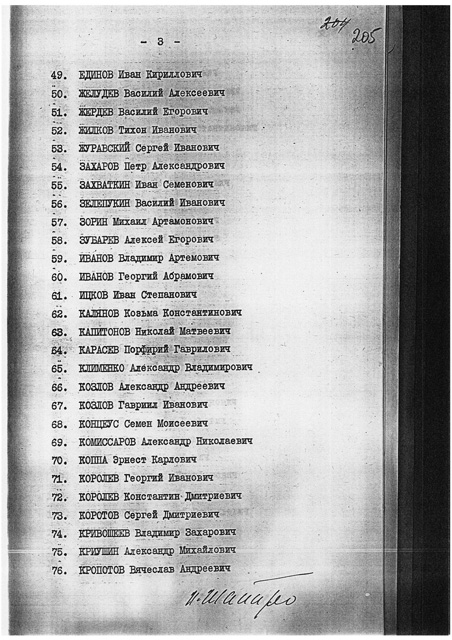 204
205
- 3 -
49. ЕДИНОВ Иван Кириллович
50. ЖЕЛУДЕВ Василий Алексеевич
51. ЖЕРДЕВ Василий Егорович
52. ЖИЛКОВ Тихон Иванович
53. ЖУРАВСКИЙ Сергей Иванович
54. ЗАХАРОВ Петр Александрович
55. ЗАХВАТКИН Иван Семенович
56. ЗЕЛЕПУКИН Василий Иванович
57. ЗОРИН Михаил Артамонович
58. ЗУБАРЕВ Алексей Егорович
59. ИВАНОВ Владимир Артемович
60. ИВАНОВ Георгий Абрамович
61. ИЦКОВ Иван Степанович
62. КАЛИНОВ Козьма Константинович
63. КАПИТОНОВ Николай Матвеевич
64. КАРАСЕВ Порфирий Гаврилович
65. КЛИМЕНКО Александр Владимирович
66. КОЗЛОВ Александр Андреевич
67. КОЗЛОВ Гавриил Иванович
68. КОНЦЕУС Семен Моисеевич
69. КОМИССАРОВ Александр Николаевич
70. КОППА Эрнест Карлович
71. КОРОЛЕВ Георгий Иванович
72. КОРОЛЕВ Константин Дмитриевич
73. КОРОТОВ Сергей Дмитриевич
74. КРИВОШЕЕВ Владимир Захарович
75. КРИУШИН Александр Михайлович
76. КРОПОТОВ Вячеслав Андреевич
И. Шапиро